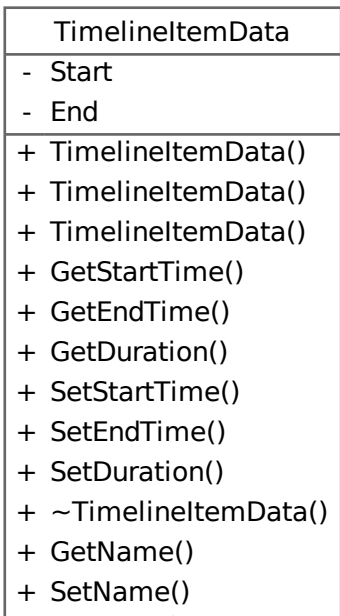 TimelineItemData
- Start
- End
+ TimelineItemData()
+ TimelineItemData()
+ TimelineItemData()
+ GetStartTime()
+ GetEndTime()
+ GetDuration()
+ SetStartTime()
+ SetEndTime()
+ SetDuration()
+ ~TimelineItemData()
+ GetName()
+ SetName()